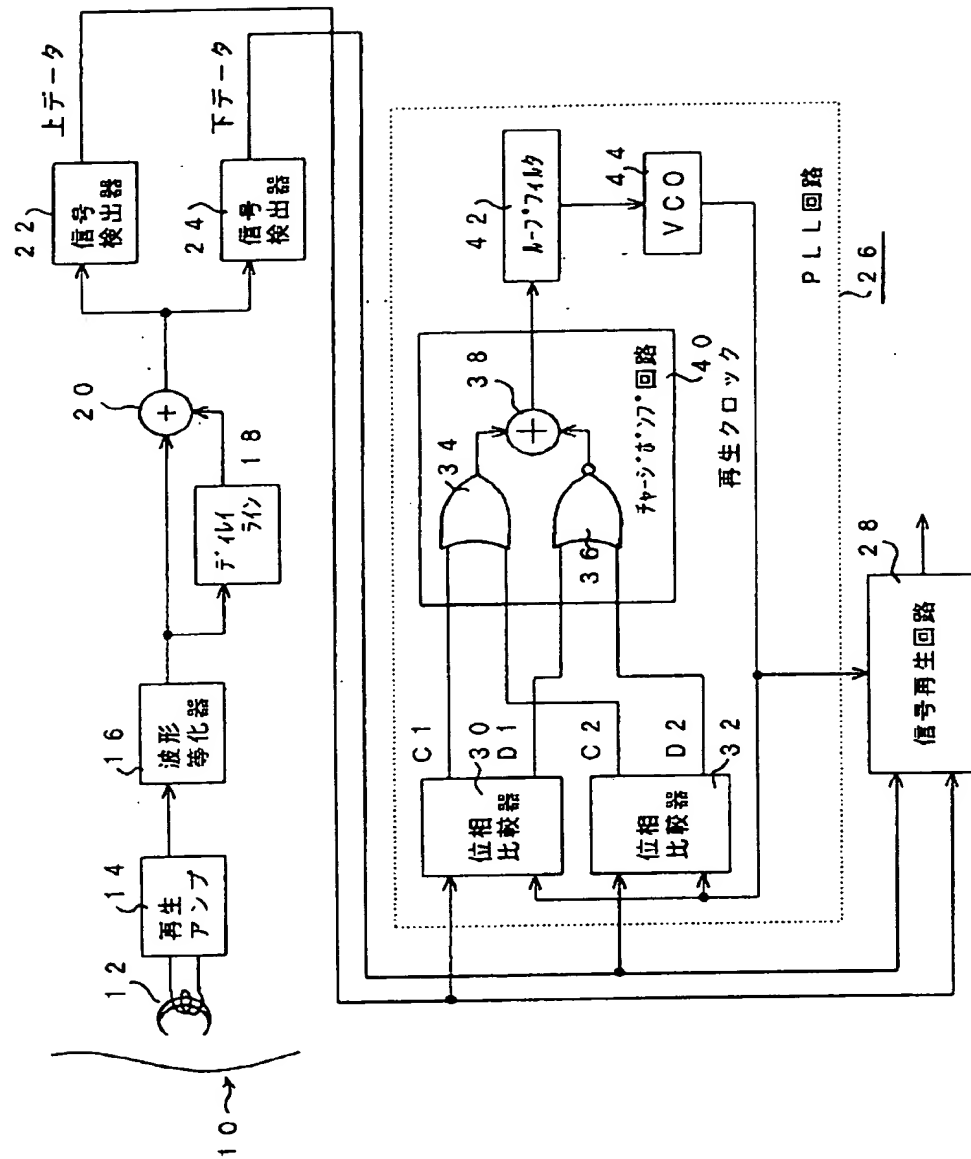 10
12
14
再生
アンプ
16
波形
等化器
ディレイ
ライン
18
20
22
信号
検出器
上データ
24
信号
検出器
下データ
位相
比較器
C1
30
D1
位相
比較器
C2
D2
32
34
36
38
チャージポンプ回路
40
ループフィルタ
42
VCO
44
再生クロック
PLL回路
26
信号再生回路
28